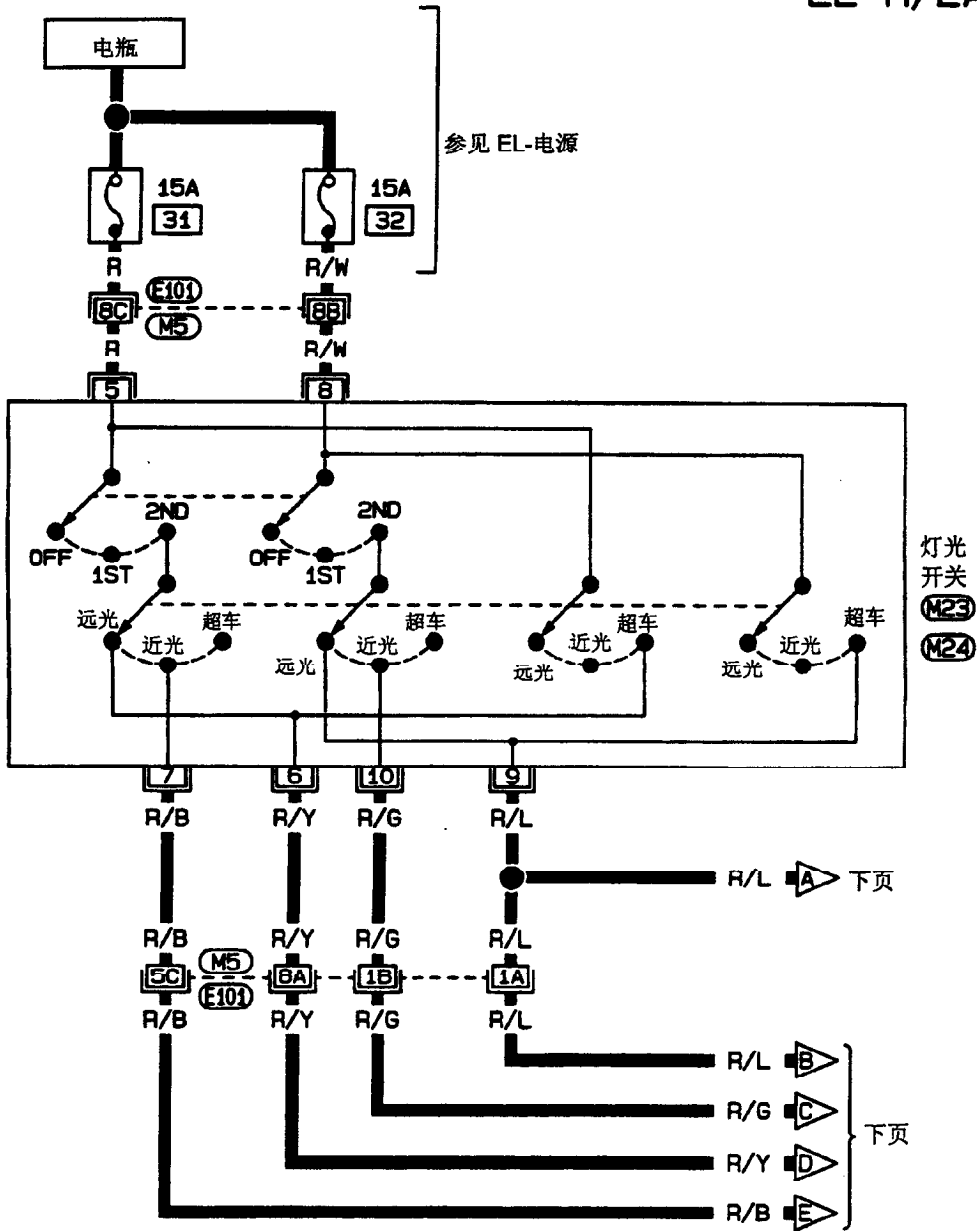 电瓶
参见 EL-电源
15A 15A
31 32
R R/W
8C E101 8B
M5
R R/W
5 8
2ND 2ND
OFF 1ST OFF 1ST
灯光
开关
M23
M24
远光 近光 超车 远光 近光 超车 远光 近光 超车 远光 近光 超车
7 6 10 9
R/B R/Y R/G R/L
R/L A 下页
R/B R/Y R/G R/L
5C M5 6A 1B 1A
E101
R/B R/Y R/G R/L
R/L B
R/G C
下页
R/Y D
R/B E